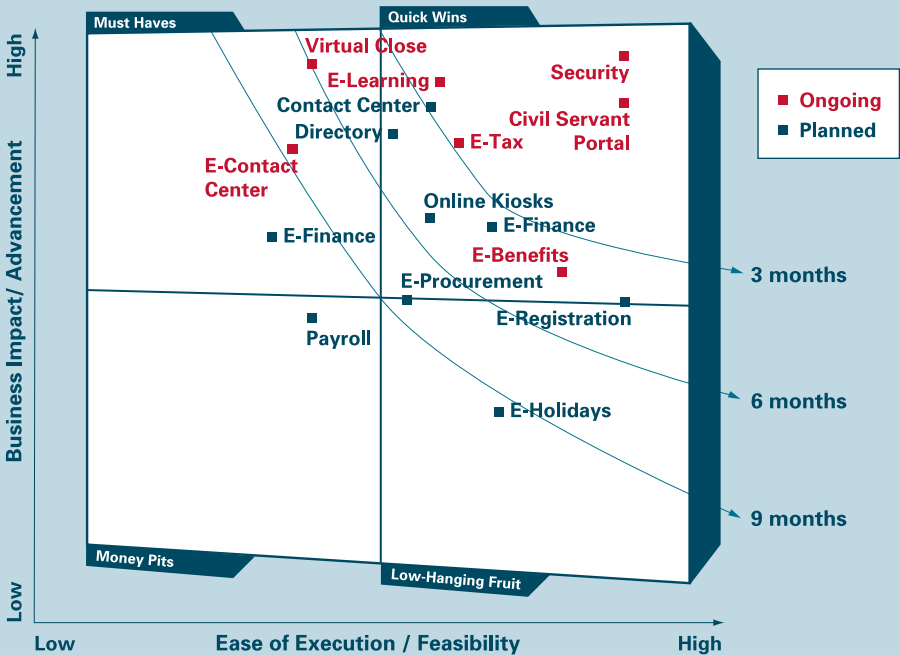 Must Haves
Quick Wins
High
Virtual Close
E-Learning
Security
Contact Center
Civil Servant
Portal
Directory
E-Tax
E-Contact
Center
Ongoing
Planned
Online Kiosks
E-Finance
E-Finance
E-Benefits
3 months
E-Procurement
E-Registration
Payroll
6 months
E-Holidays
9 months
Money Pits
Low-Hanging Fruit
Business Impact/ Advancement
Low
Low
Ease of Execution / Feasibility
High